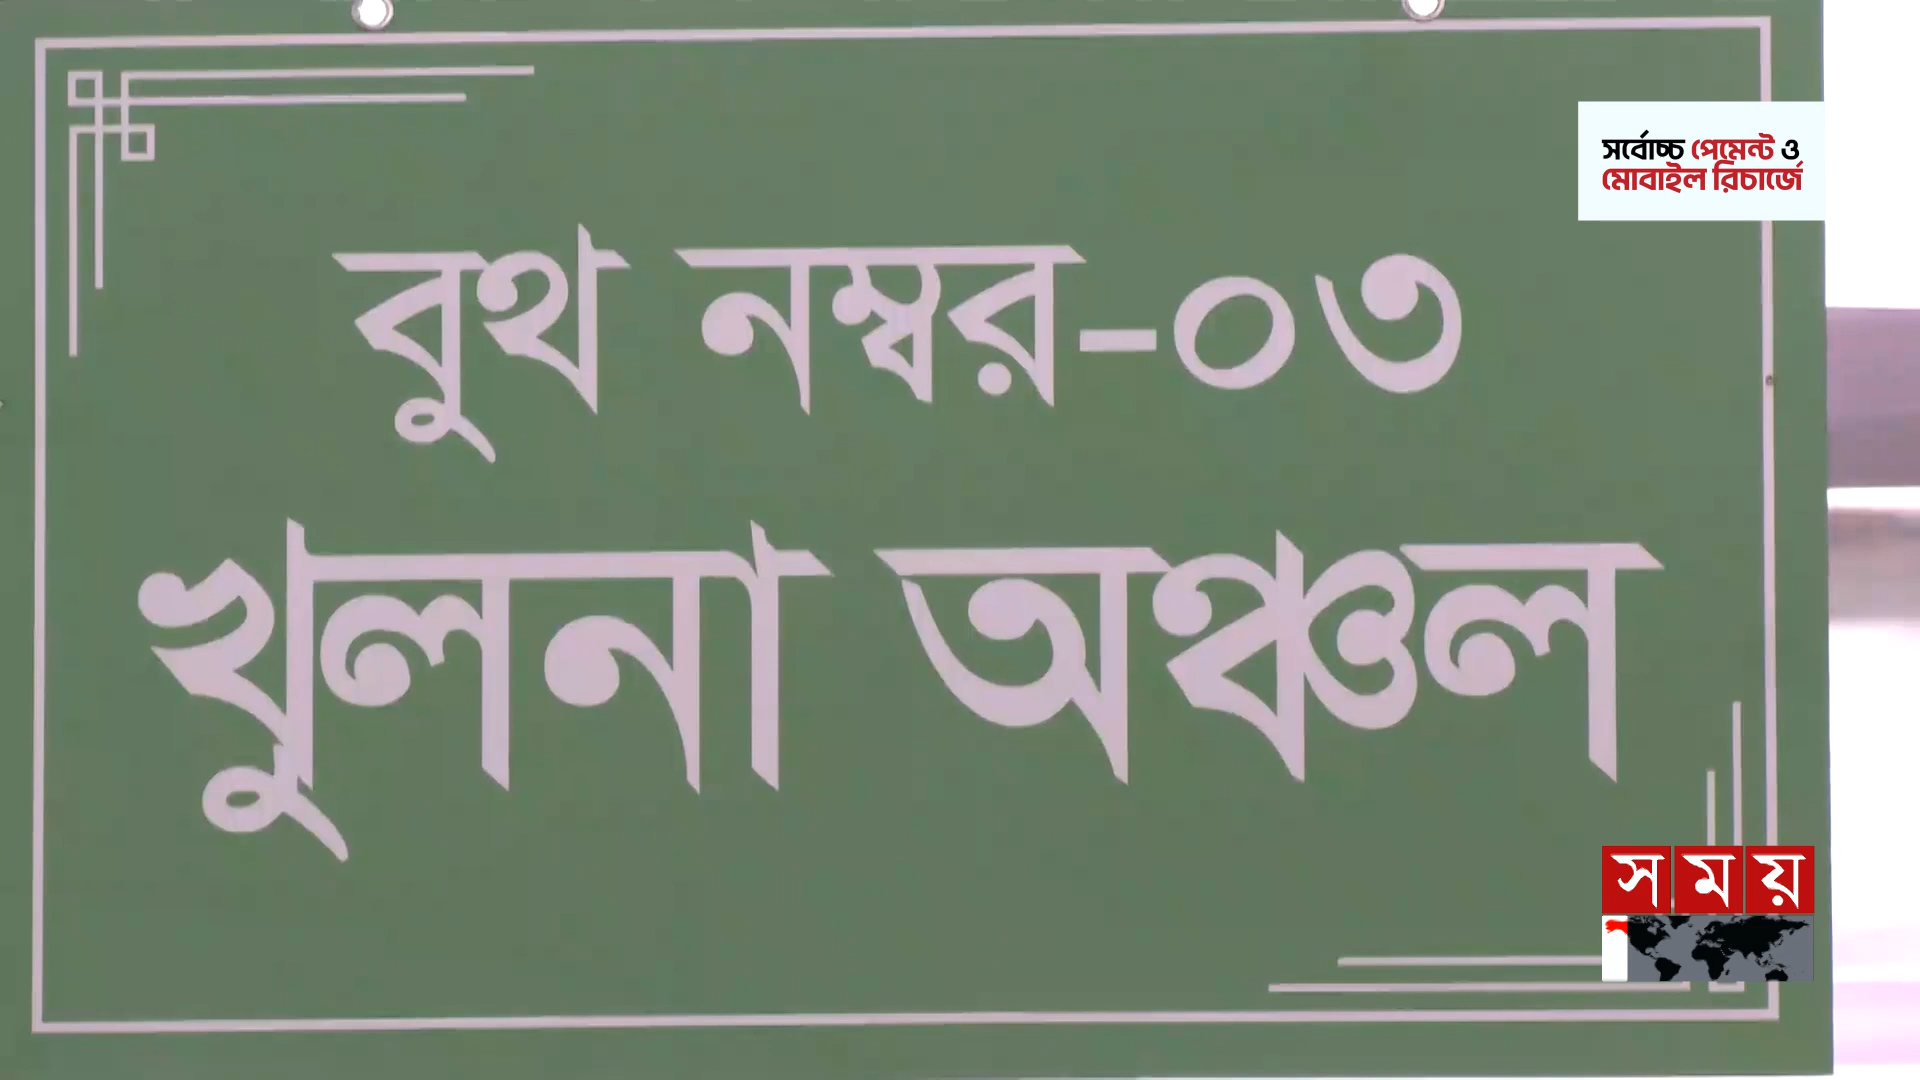 সর্বোচ্চ পেমেন্ট ও
মোবাইল রিচার্জে
বুথ নম্বর-০৩
খুলনা অঞ্চল
সময়